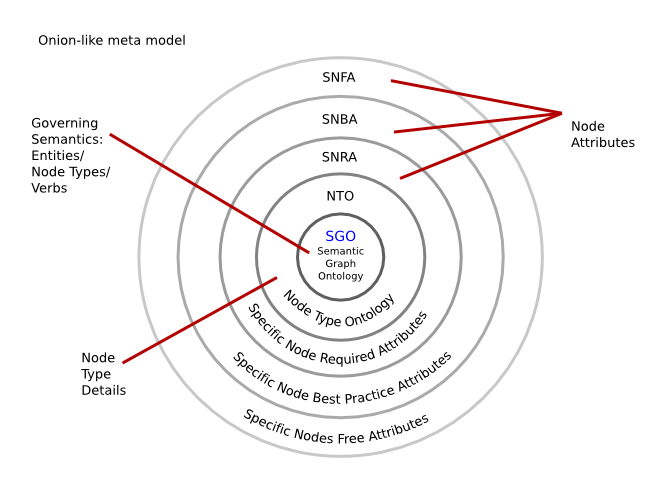 Onion-like meta model
SNFA
SNBA
SNRA
NTO
SGO
Semantic
Graph
Ontology
Node Type Ontology
Specific Node Required Attributes
Specific Node Best Practice Attributes
Specific Nodes Free Attributes
Governing
Semantics:
Entities/
Node Types/
Verbs
Node
Attributes
Node
Type
Details